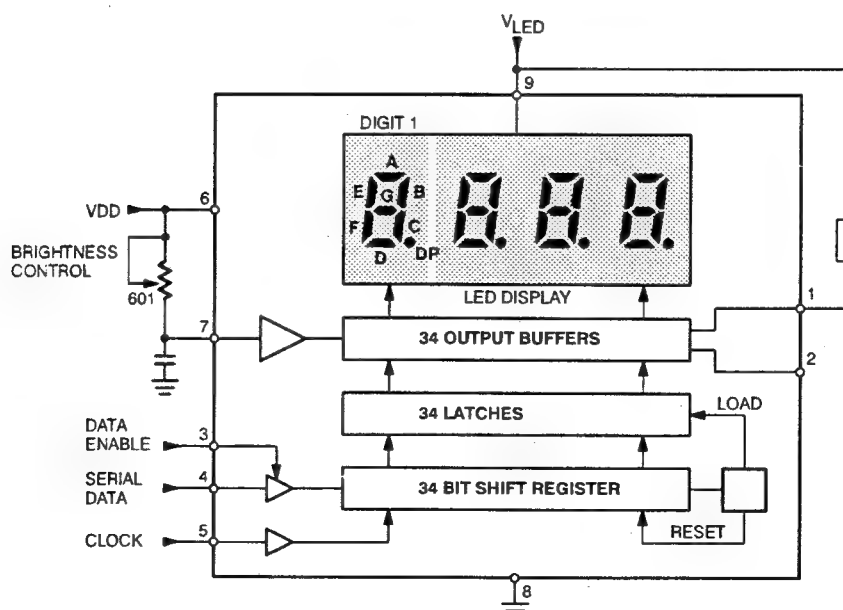 VLED
9
DIGIT 1
A
E G B
F C
D DP
LED DISPLAY
6
VDD
BRIGHTNESS
CONTROL
601
7
34 OUTPUT BUFFERS
1
2
34 LATCHES
LOAD
DATA
ENABLE
3
SERIAL
DATA
4
34 BIT SHIFT REGISTER
RESET
CLOCK
5
8